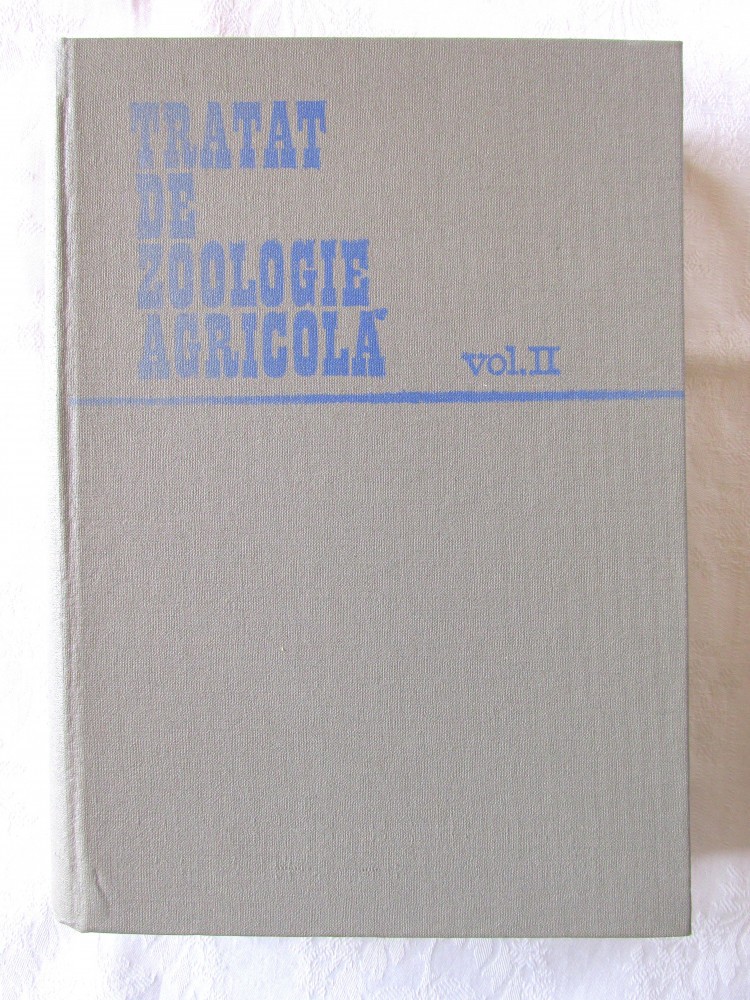 TRATAT
DE
ZOOLOGIE
AGRICOLĂ
vol. II